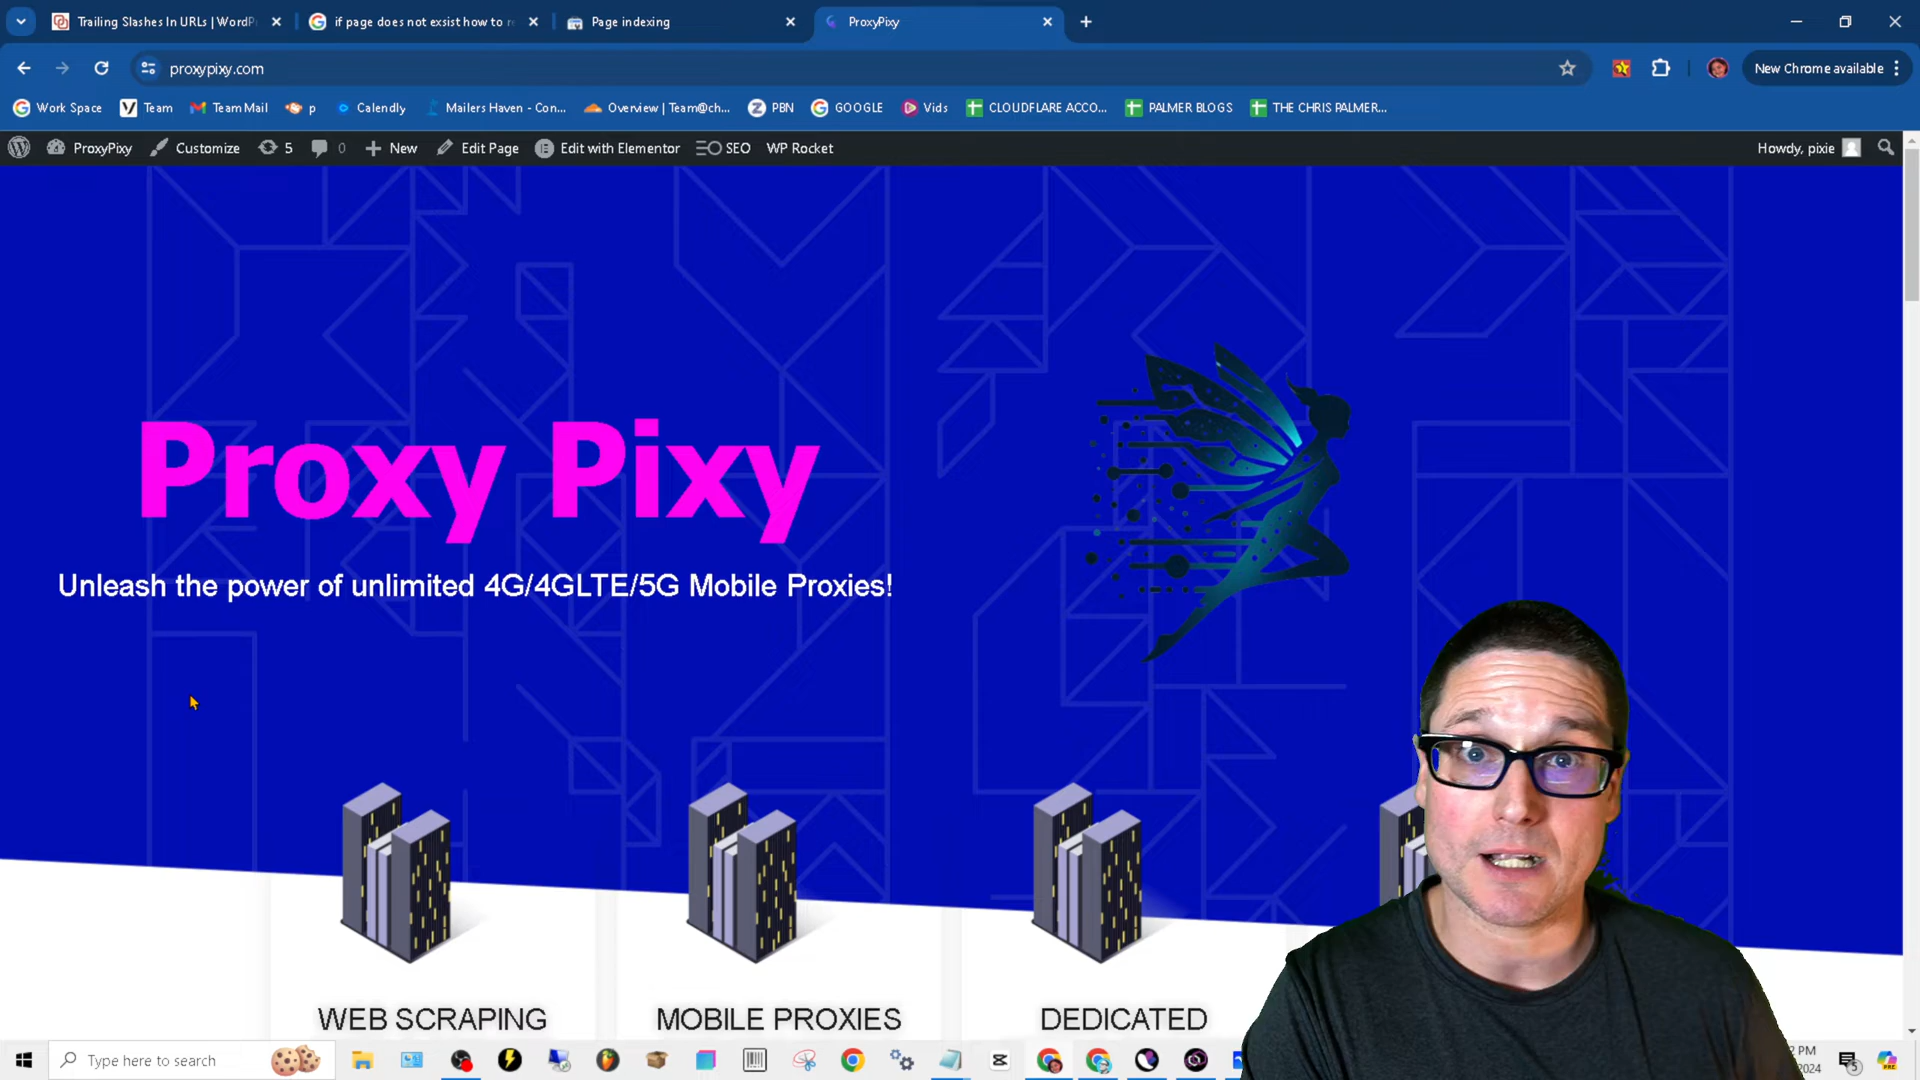 Trailing Slashes In URLs | WordP
if page does not exsist how to r
Page indexing
ProxyPixy
proxypixy.com
New Chrome available
Work Space
Team
Team Mail
p
Calendly
Mailers Haven - Con...
Overview | Team@ch...
PBN
GOOGLE
Vids
CLOUDFLARE ACCO...
PALMER BLOGS
THE CHRIS PALMER...
ProxyPixy
Customize
5
0
New
Edit Page
Edit with Elementor
SEO
WP Rocket
Howdy, pixie
Proxy Pixy
Unleash the power of unlimited 4G/4GLTE/5G Mobile Proxies!
WEB SCRAPING
MOBILE PROXIES
DEDICATED
Type here to search
PM
2024
5